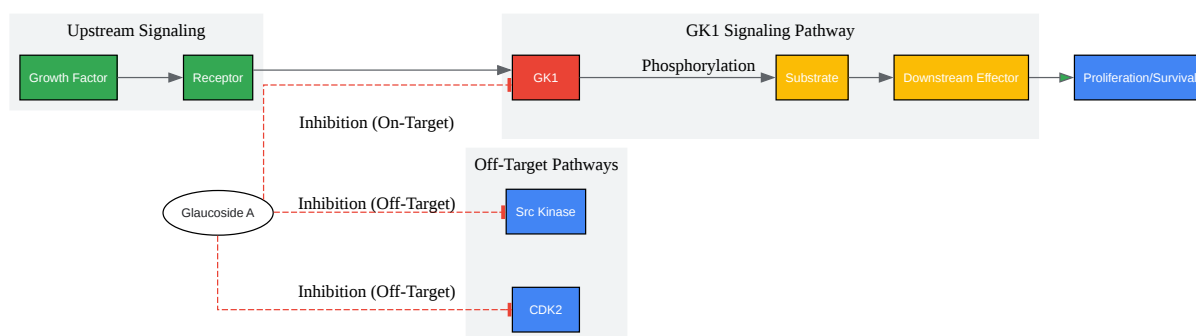 Upstream Signaling
GK1 Signaling Pathway
Growth Factor
Receptor
GK1
Phosphorylation
Substrate
Downstream Effector
Proliferation/Survival
Inhibition (On-Target)
Off-Target Pathways
Glaucoside A
Inhibition (Off-Target)
Src Kinase
Inhibition (Off-Target)
CDK2